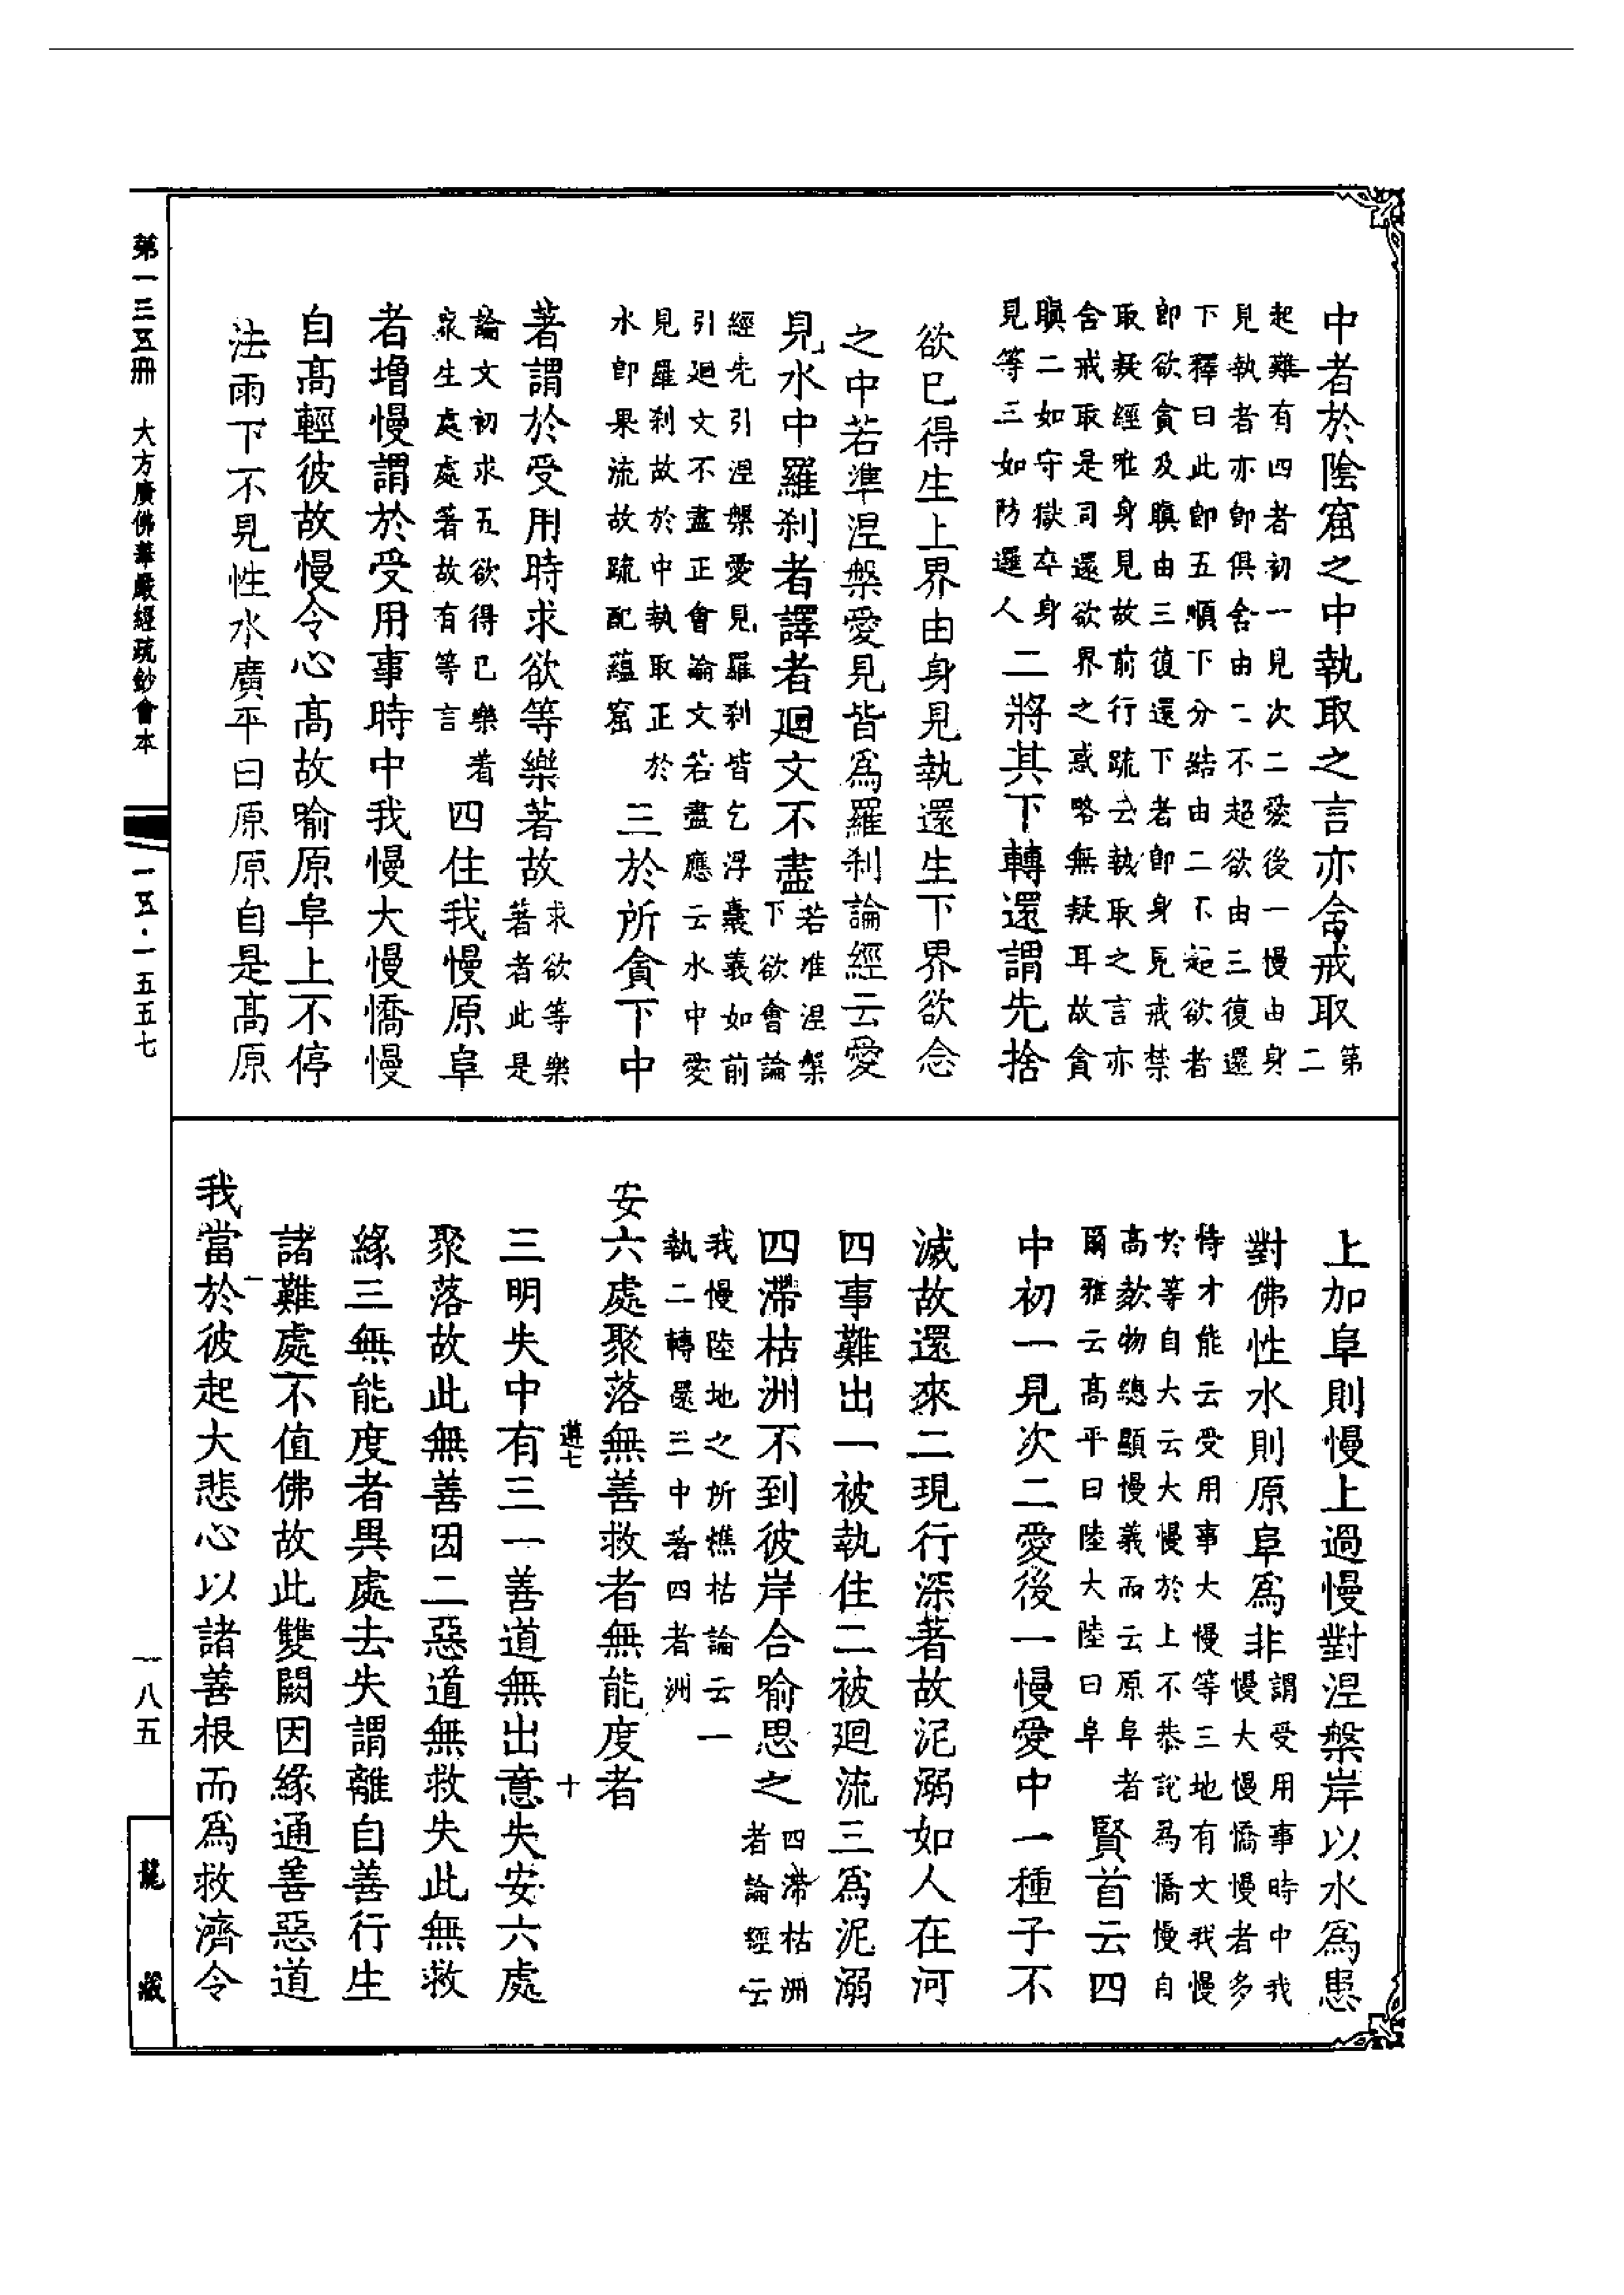 中者於陰窟之中執取之言亦含戒取第二
起難有四者初一見次二愛後一慢由身
見執者亦即俱舍由二不超欲由三復還
下釋曰此即五順下分結由二不起欲者
即欲貪及瞋由三復還下者即身見戒禁
取疑經唯身見故前行疏云執取之言亦
含戒取是司還欲界之惑略無疑耳故貪
瞋二如守獄卒身
見等三如防邏人
二將其下轉還謂先捨
欲已得生上界由身見執還生下界欲念
之中若準涅槃愛見皆為羅刹論經云愛
見水中羅刹者譯者廻文不盡若准涅槃
下欲會論
經先引涅槃愛見羅刹皆乞浮囊義如前
引廻文不盡正會論文若盡應云水中愛
見羅刹故於中執取正於
水即果流故疏配蘊窟
三於所貪下中
著謂於受用時求欲等樂著故求欲等樂
著者此是
論文初求五欲得已樂着
衆生處處著故有等言
四住我慢原阜
者增慢謂於受用事時中我慢大慢憍慢
自高輕彼故慢令心高故喻原阜上不停
法雨下不見性水廣平曰原原自是高原
上加阜則慢上過慢對涅槃岸以水為患
對佛性水則原阜為非謂受用事時中我
慢大慢憍慢者多
恃才能云受用事大慢等三地有文我慢
於等自大云大慢於上不恭說為憍慢自
高欺物總顯慢義而云原阜者
爾雅云高平曰陸大陸曰阜
賢首云四
中初一見次二愛後一慢愛中一種子不
滅故還來二現行深著故泥溺如人在河
四事難出一被執住二被廻流三為泥溺
四滯枯洲不到彼岸合喻思之四滯枯洲
者論經云
我慢陸地之所憔枯論云一
執二轉還三中著四者洲
安六處聚落無善救者無能度者
遵七 十
三明失中有三一善道無出意失安六處
聚落故此無善因二惡道無救失此無救
緣三無能度者異處去失謂離自善行生
諸難處不值佛故此雙闕因緣通善惡道
我當於彼起大悲心以諸善根而為救濟令
第一三五冊 大方廣佛華嚴經疏鈔會本
一五·一五五七
一八五
龍藏